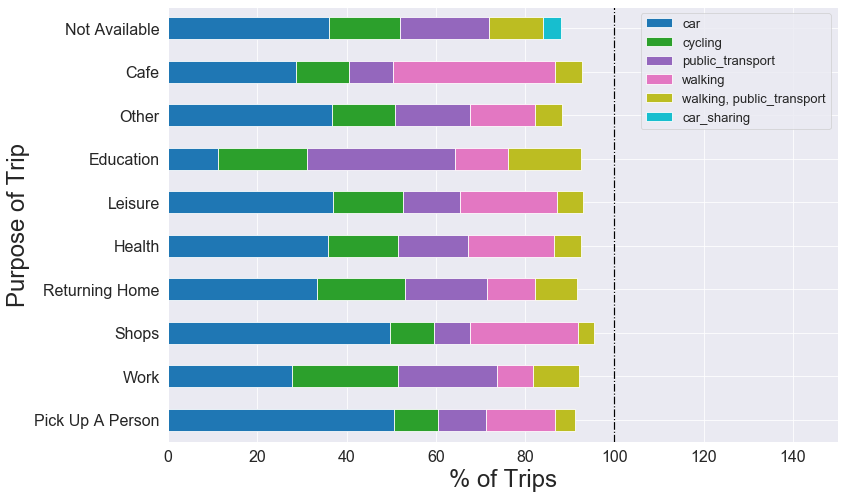 Not Available
Cafe
Other
Education
Leisure
Health
Returning Home
Shops
Work
Pick Up A Person
Purpose of Trip
0 20 40 60 80 100 120 140
% of Trips
car
cycling
public_transport
walking
walking, public_transport
car_sharing